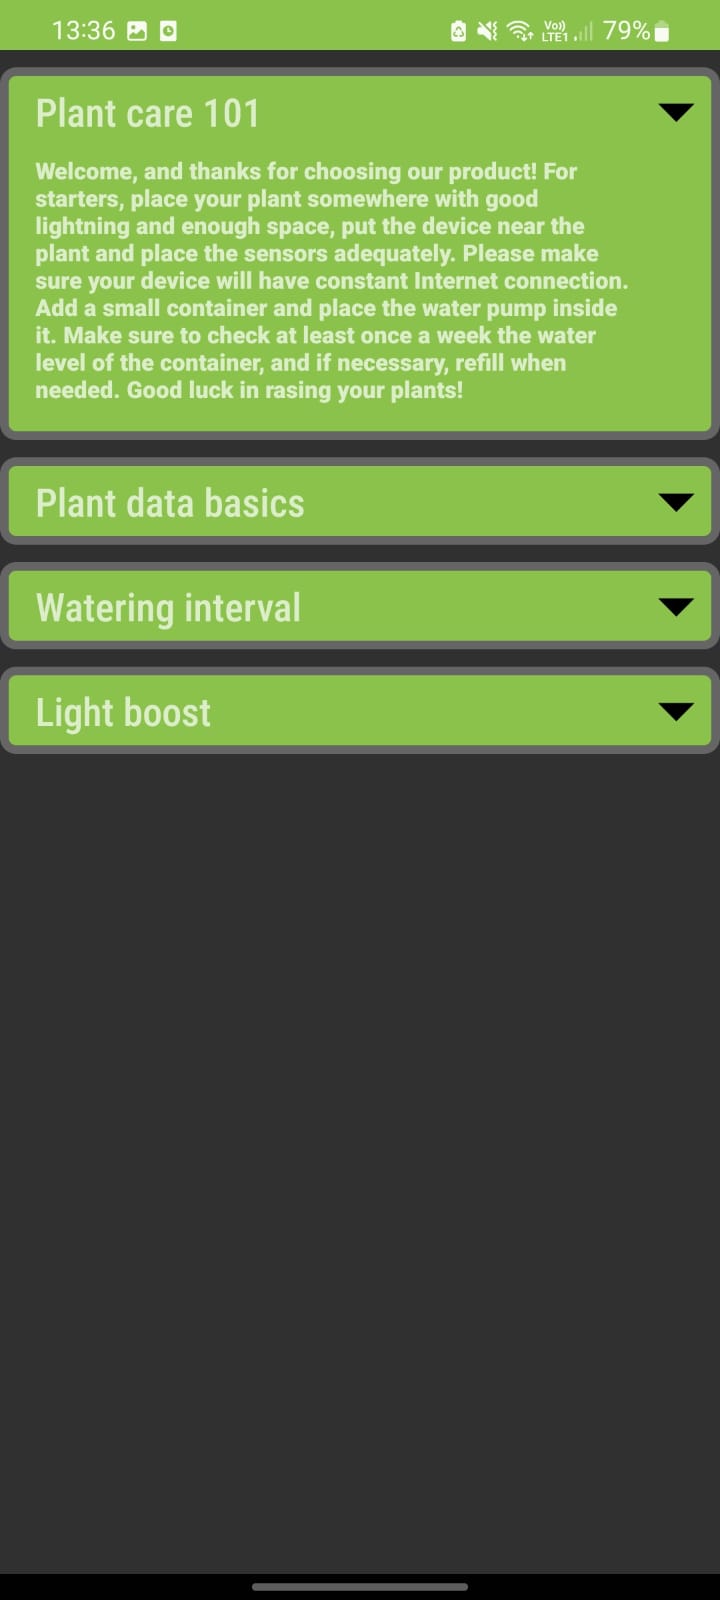 13:36
Vo))
LTE1
79%
Plant care 101
Welcome, and thanks for choosing our product! For
starters, place your plant somewhere with good
lightning and enough space, put the device near the
plant and place the sensors adequately. Please make
sure your device will have constant Internet connection.
Add a small container and place the water pump inside
it. Make sure to check at least once a week the water
level of the container, and if necessary, refill when
needed. Good luck in rasing your plants!
Plant data basics
Watering interval
Light boost